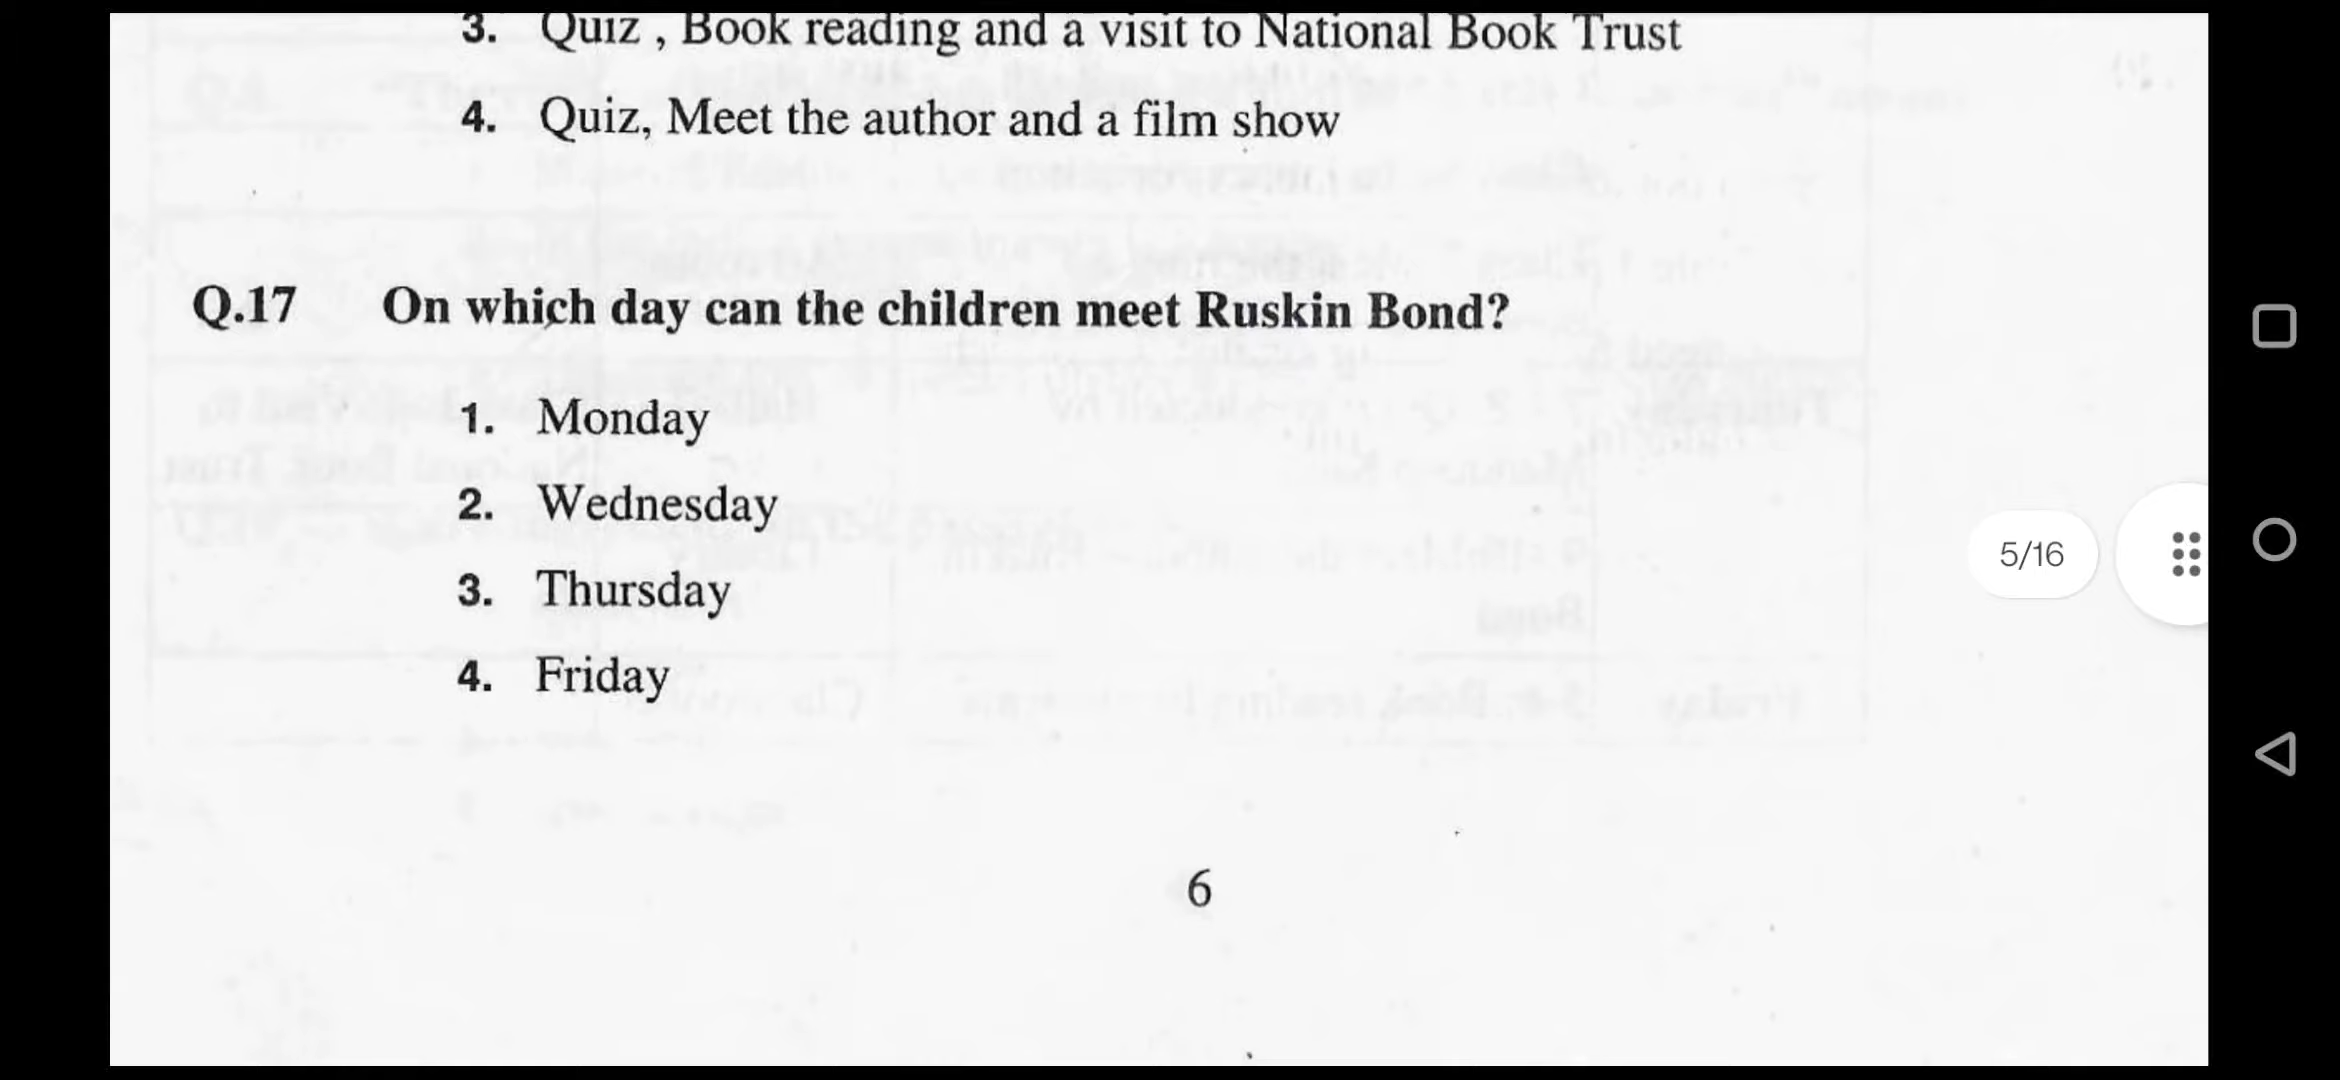 3. Quiz , Book reading and a visit to National Book Trust
4. Quiz, Meet the author and a film show
Q.17 On which day can the children meet Ruskin Bond?
1. Monday
2. Wednesday
3. Thursday
4. Friday
5/16
6